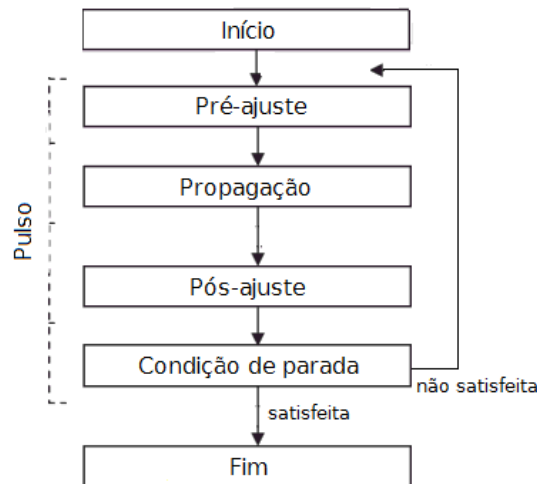 Início
Pré-ajuste
Propagação
Pulso
Pós-ajuste
Condição de parada
não satisfeita
satisfeita
Fim